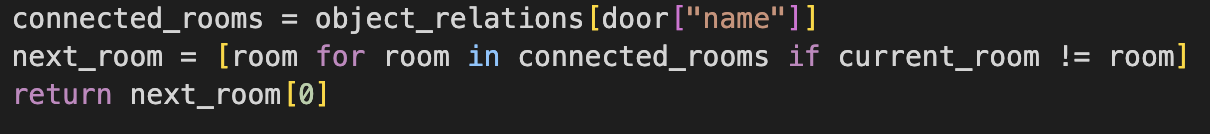 connected_rooms = object_relations[door["name"]]
next_room = [room for room in connected_rooms if current_room != room]
return next_room[0]